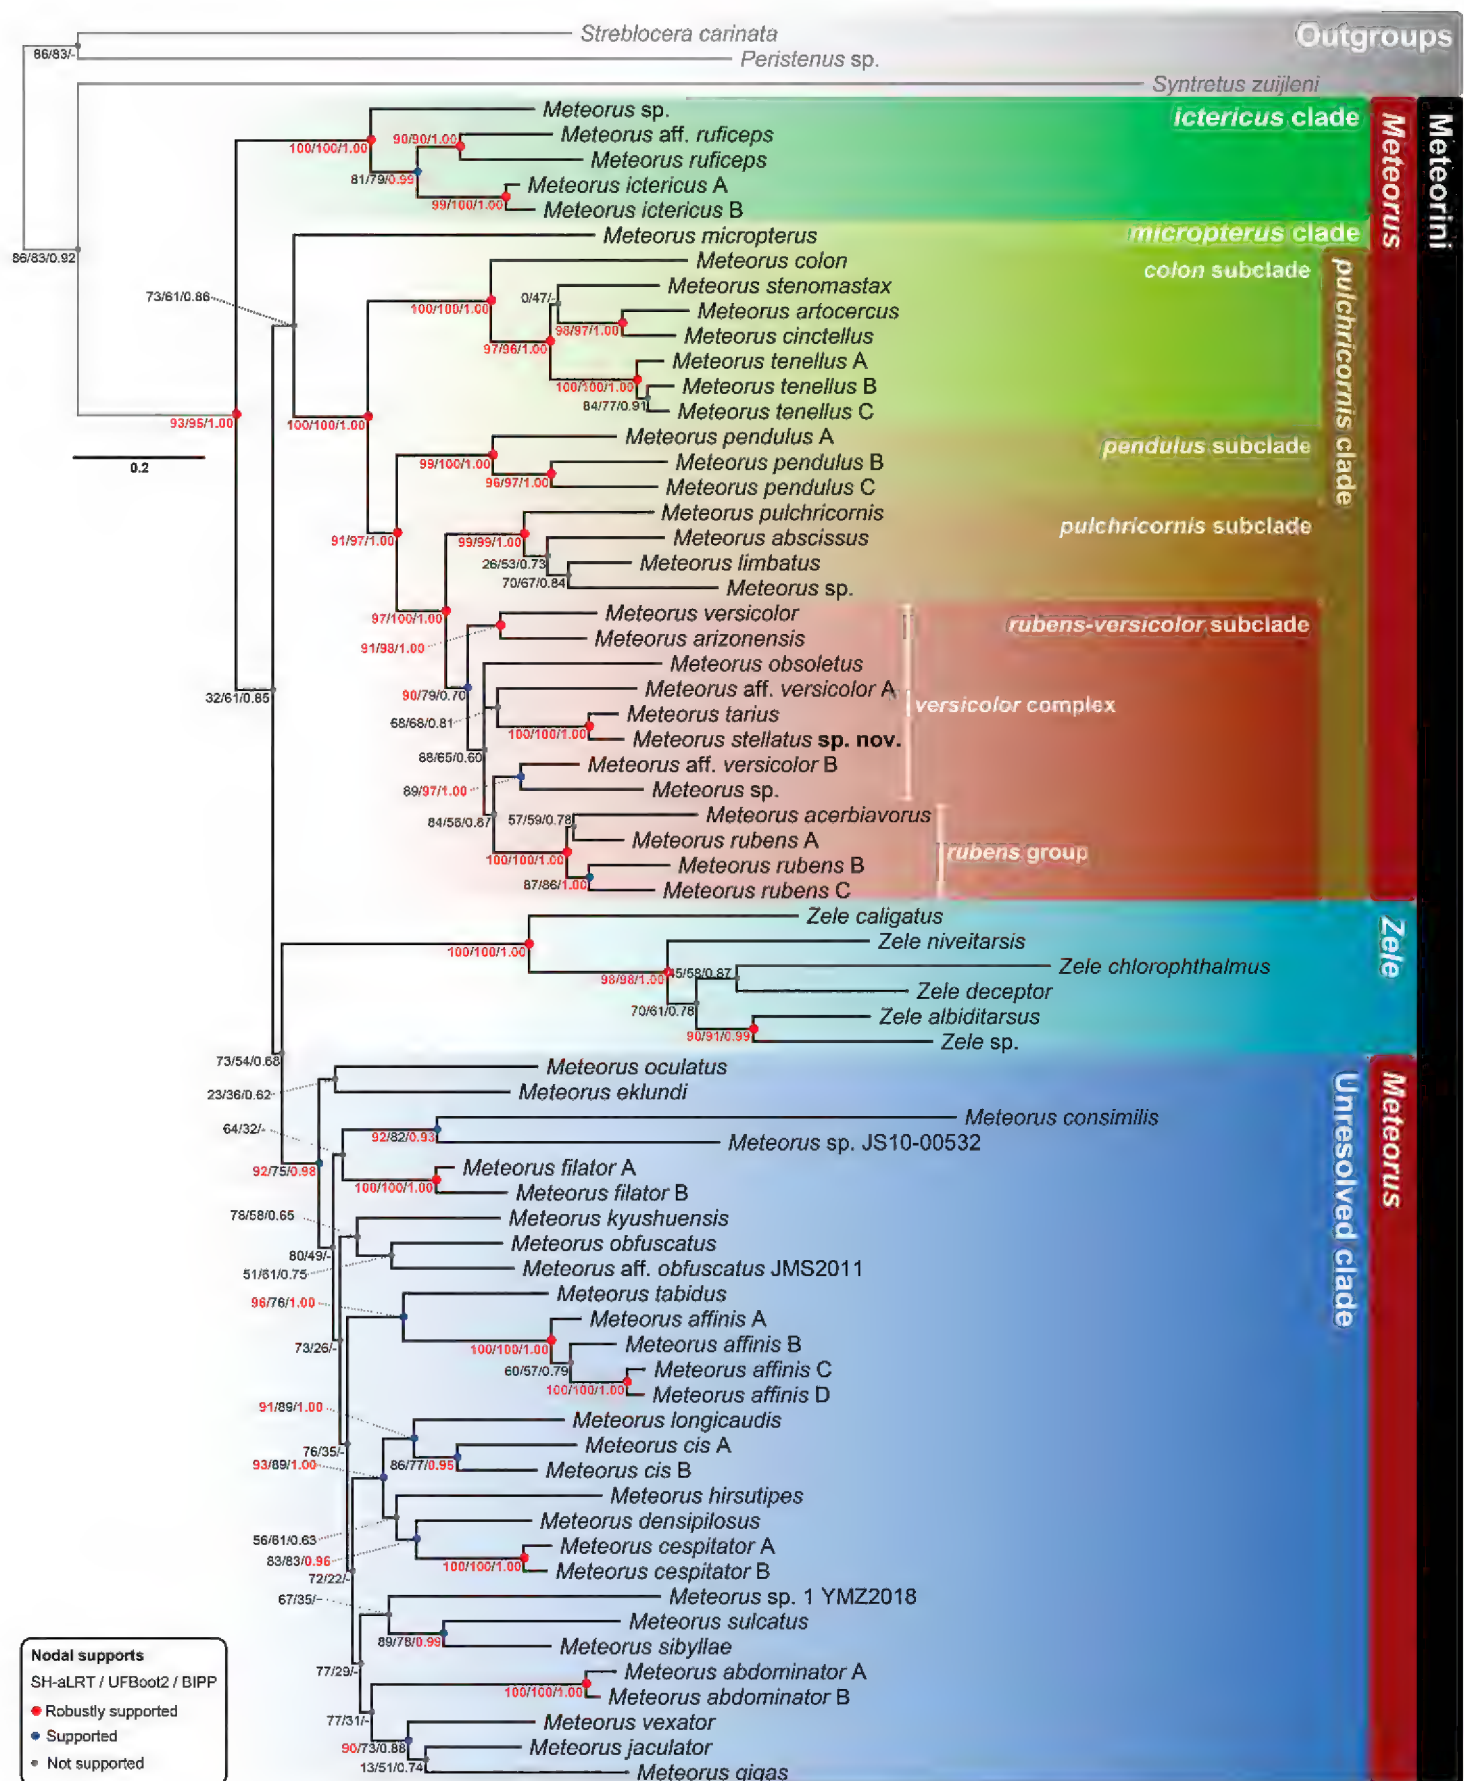 Outgroups
Streblocera carinata
86/83/-
Peristenus sp.
Syntretus zuijleni
86/83/0.92
Meteorini
Meteorus
ictericus clade
Meteorus sp.
90/90/1.00
Meteorus aff. ruficeps
100/100/1.00
Meteorus ruficeps
81/79/0.99
Meteorus ictericus A
99/100/1.00
Meteorus ictericus B
micropterus clade
Meteorus micropterus
73/61/0.86
pulchricornis clade
colon subclade
Meteorus colon
0/47/-
Meteorus stenomastax
100/100/1.00
Meteorus artocercus
98/97/1.00
Meteorus cinctellus
97/96/1.00
Meteorus tenellus A
100/100/1.00
Meteorus tenellus B
84/77/0.91
Meteorus tenellus C
93/95/1.00
100/100/1.00
0.2
pendulus subclade
Meteorus pendulus A
99/100/1.00
Meteorus pendulus B
96/97/1.00
Meteorus pendulus C
pulchricornis subclade
Meteorus pulchricornis
91/97/1.00
99/99/1.00
Meteorus abscissus
26/53/0.73
Meteorus limbatus
70/67/0.84
Meteorus sp.
rubens-versicolor subclade
97/100/1.00
Meteorus versicolor
91/98/1.00
Meteorus arizonensis
Meteorus obsoletus
90/79/0.70
Meteorus aff. versicolor A
versicolor complex
32/61/0.85
68/68/0.81
Meteorus tarius
100/100/1.00
Meteorus stellatus sp. nov.
88/65/0.60
Meteorus aff. versicolor B
89/97/1.00
Meteorus sp.
84/56/0.87
57/59/0.78
Meteorus acerbiavorus
Meteorus rubens A
100/100/1.00
rubens group
Meteorus rubens B
87/86/1.00
Meteorus rubens C
Zele
Zele caligatus
100/100/1.00
Zele niveitarsis
98/98/1.00
45/58/0.87
Zele chlorophthalmus
Zele deceptor
70/61/0.78
Zele albiditarsus
90/91/0.99
Zele sp.
73/54/0.68
Meteorus
Unresolved clade
Meteorus oculatus
23/36/0.62
Meteorus eklundi
64/32/-
Meteorus consimilis
92/82/0.93
Meteorus sp. JS10-00532
92/75/0.98
Meteorus filator A
100/100/1.00
Meteorus filator B
78/58/0.65
Meteorus kyushuensis
80/49/-
Meteorus obfuscatus
51/61/0.75
Meteorus aff. obfuscatus JMS2011
96/76/1.00
Meteorus tabidus
Meteorus affinis A
73/26/-
100/100/1.00
Meteorus affinis B
60/57/0.79
Meteorus affinis C
100/100/1.00
Meteorus affinis D
91/89/1.00
Meteorus longicaudis
76/35/-
Meteorus cis A
93/89/1.00
86/77/0.95
Meteorus cis B
Meteorus hirsutipes
56/61/0.63
Meteorus densipilosus
83/83/0.96
Meteorus cespitator A
100/100/1.00
Meteorus cespitator B
72/22/-
67/35/-
Meteorus sp. 1 YMZ2018
Meteorus sulcatus
89/78/0.99
Meteorus sibyllae
77/29/-
Meteorus abdominator A
100/100/1.00
Meteorus abdominator B
77/31/-
Meteorus vexator
90/73/0.88
Meteorus jaculator
13/51/0.74
Meteorus gigas
Nodal supports
SH-aLRT / UFBoot2 / BIPP
Robustly supported
Supported
Not supported